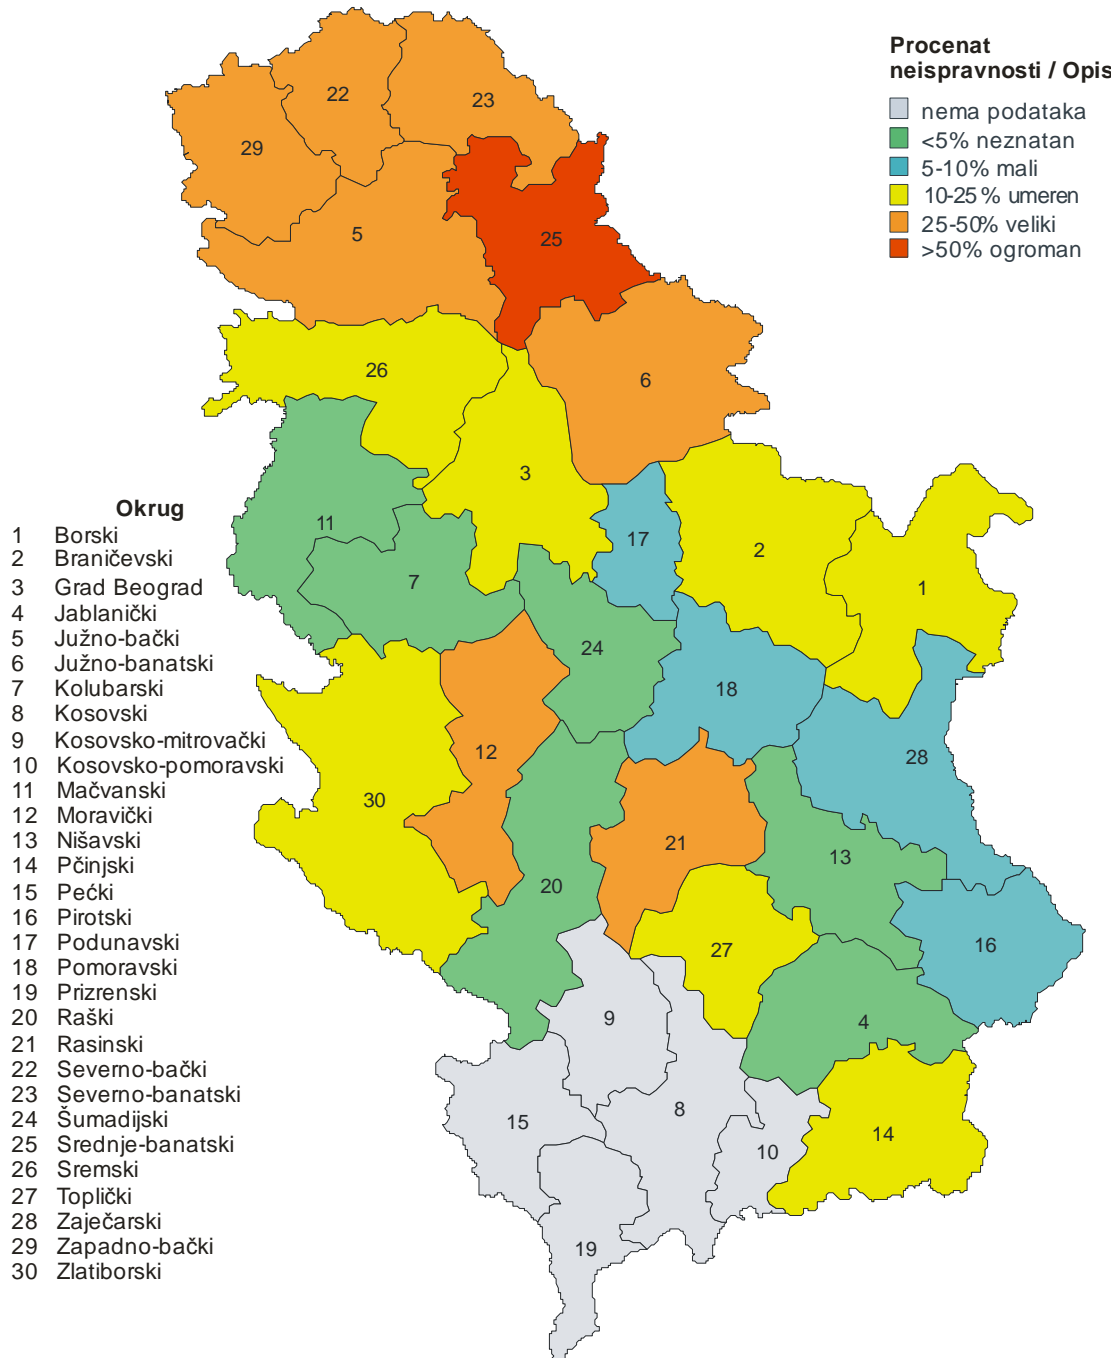 Procenat
neispravnosti / Opis
nema podataka
<5% neznatan
5-10% mali
10-25% umeren
25-50% veliki
>50% ogroman
22
23
29
5
25
26
6
3
11
17
2
7
1
24
18
12
28
30
21
13
20
27
16
9
4
8
15
14
10
19
Okrug
1 Borski
2 Braničevski
3 Grad Beograd
4 Jablanički
5 Južno-bački
6 Južno-banatski
7 Kolubarski
8 Kosovski
9 Kosovsko-mitrovački
10 Kosovsko-pomoravski
11 Mačvanski
12 Moravički
13 Nišavski
14 Pčinjski
15 Pećki
16 Pirotski
17 Podunavski
18 Pomoravski
19 Prizrenski
20 Raški
21 Rasinski
22 Severno-bački
23 Severno-banatski
24 Šumadijski
25 Srednje-banatski
26 Sremski
27 Toplički
28 Zaječarski
29 Zapadno-bački
30 Zlatiborski